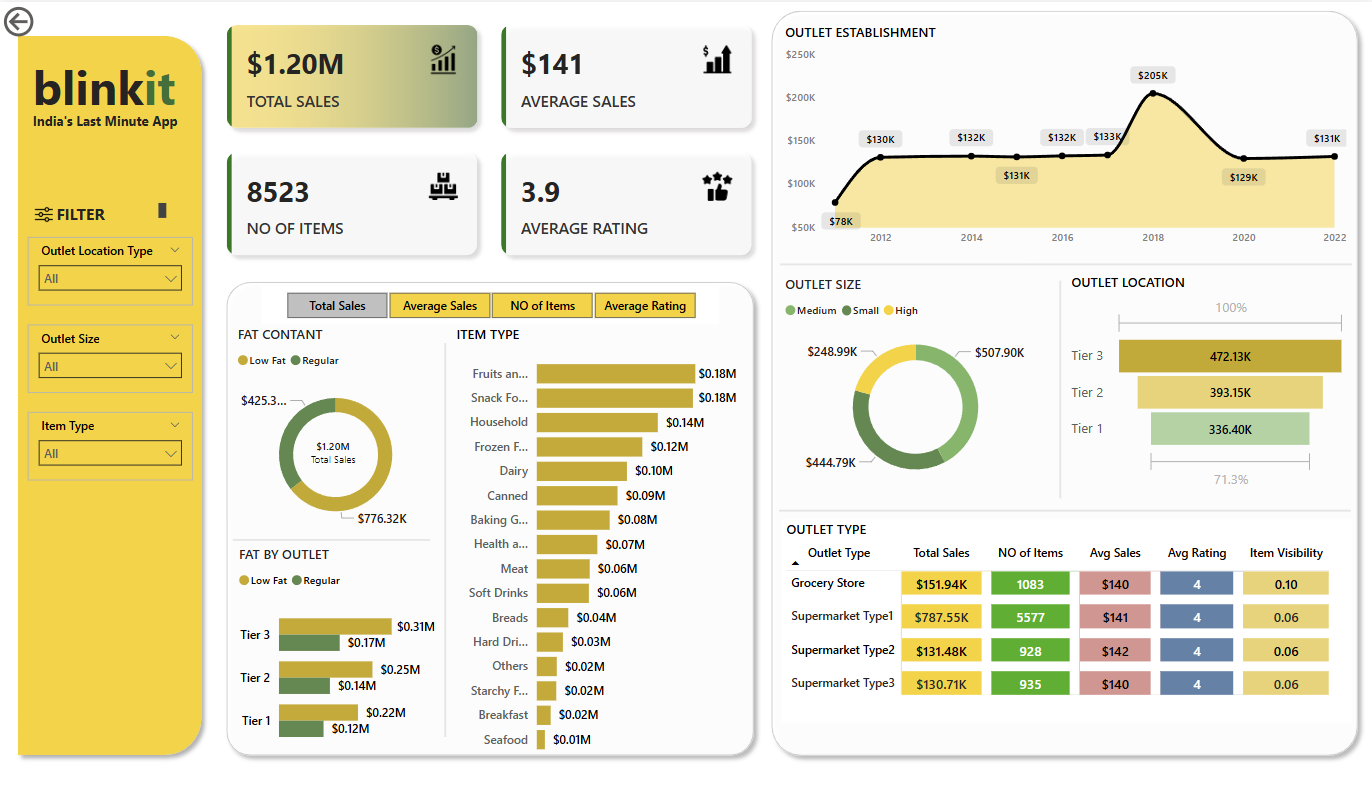 blinkit
India's Last Minute App
FILTER
Outlet Location Type
All
Outlet Size
All
Item Type
All
$1.20M
TOTAL SALES
$141
AVERAGE SALES
8523
NO OF ITEMS
3.9
AVERAGE RATING
Total Sales Average Sales NO of Items Average Rating
FAT CONTANT
Low Fat Regular
$425.3...
$1.20M
Total Sales
$776.32K
FAT BY OUTLET
Low Fat Regular
Tier 3 $0.31M
$0.17M
Tier 2 $0.25M
$0.14M
Tier 1 $0.22M
$0.12M
ITEM TYPE
Fruits an... $0.18M
Snack Fo... $0.18M
Household $0.14M
Frozen F... $0.12M
Dairy $0.10M
Canned $0.09M
Baking G... $0.08M
Health a... $0.07M
Meat $0.06M
Soft Drinks $0.06M
Breads $0.04M
Hard Dri... $0.03M
Others $0.02M
Starchy F... $0.02M
Breakfast $0.02M
Seafood $0.01M
OUTLET ESTABLISHMENT
$250K
$200K
$150K
$100K
$50K
$78K
$130K
$132K
$131K
$132K
$133K
$205K
$129K
$131K
2012 2014 2016 2018 2020 2022
OUTLET SIZE
Medium Small High
$248.99K
$507.90K
$444.79K
OUTLET LOCATION
100%
Tier 3 472.13K
Tier 2 393.15K
Tier 1 336.40K
71.3%
OUTLET TYPE
Outlet Type Total Sales NO of Items Avg Sales Avg Rating Item Visibility
Grocery Store $151.94K 1083 $140 4 0.10
Supermarket Type1 $787.55K 5577 $141 4 0.06
Supermarket Type2 $131.48K 928 $142 4 0.06
Supermarket Type3 $130.71K 935 $140 4 0.06